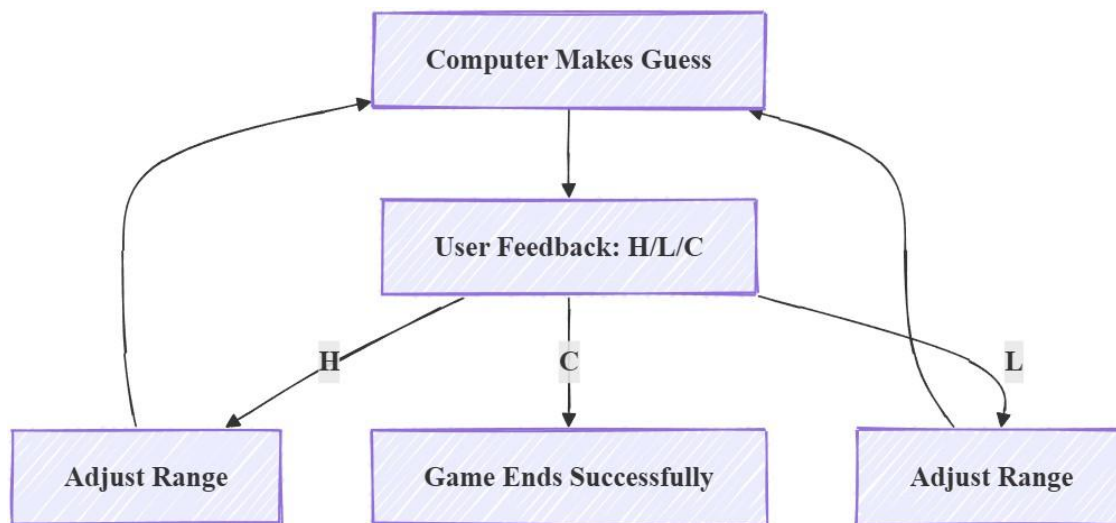 Computer Makes Guess
User Feedback: H/L/C
H
C
L
Adjust Range
Game Ends Successfully
Adjust Range